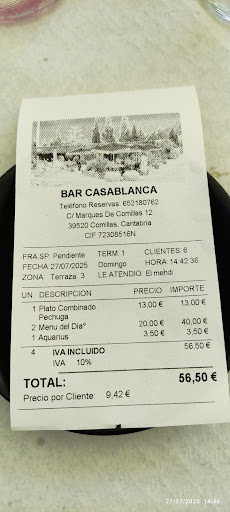 BAR CASABLANCA
Teléfono Reservas: 652180762
C/ Marques De Comillas 12
39520 Comillas, Cantabria
CIF:72308516N
FRA.SP. Pendiente TERM: 1 CLIENTES: 6
FECHA 27/07/2025 Domingo HORA: 14:42:36
ZONA: Terraza 3 LE ATENDIO: El mehdi
UN DESCRIPCION PRECIO IMPORTE
1 Plato Combinado 13,00 € 13,00 €
Pechuga
2 Menu del Dia" 20,00 € 40,00 €
1 Aquarius 3,50 € 3,50 €
4 IVA INCLUIDO 56,50 €
IVA 10%
TOTAL: 56,50 €
Precio por Cliente: 9,42 €
27/07/2025 14:44